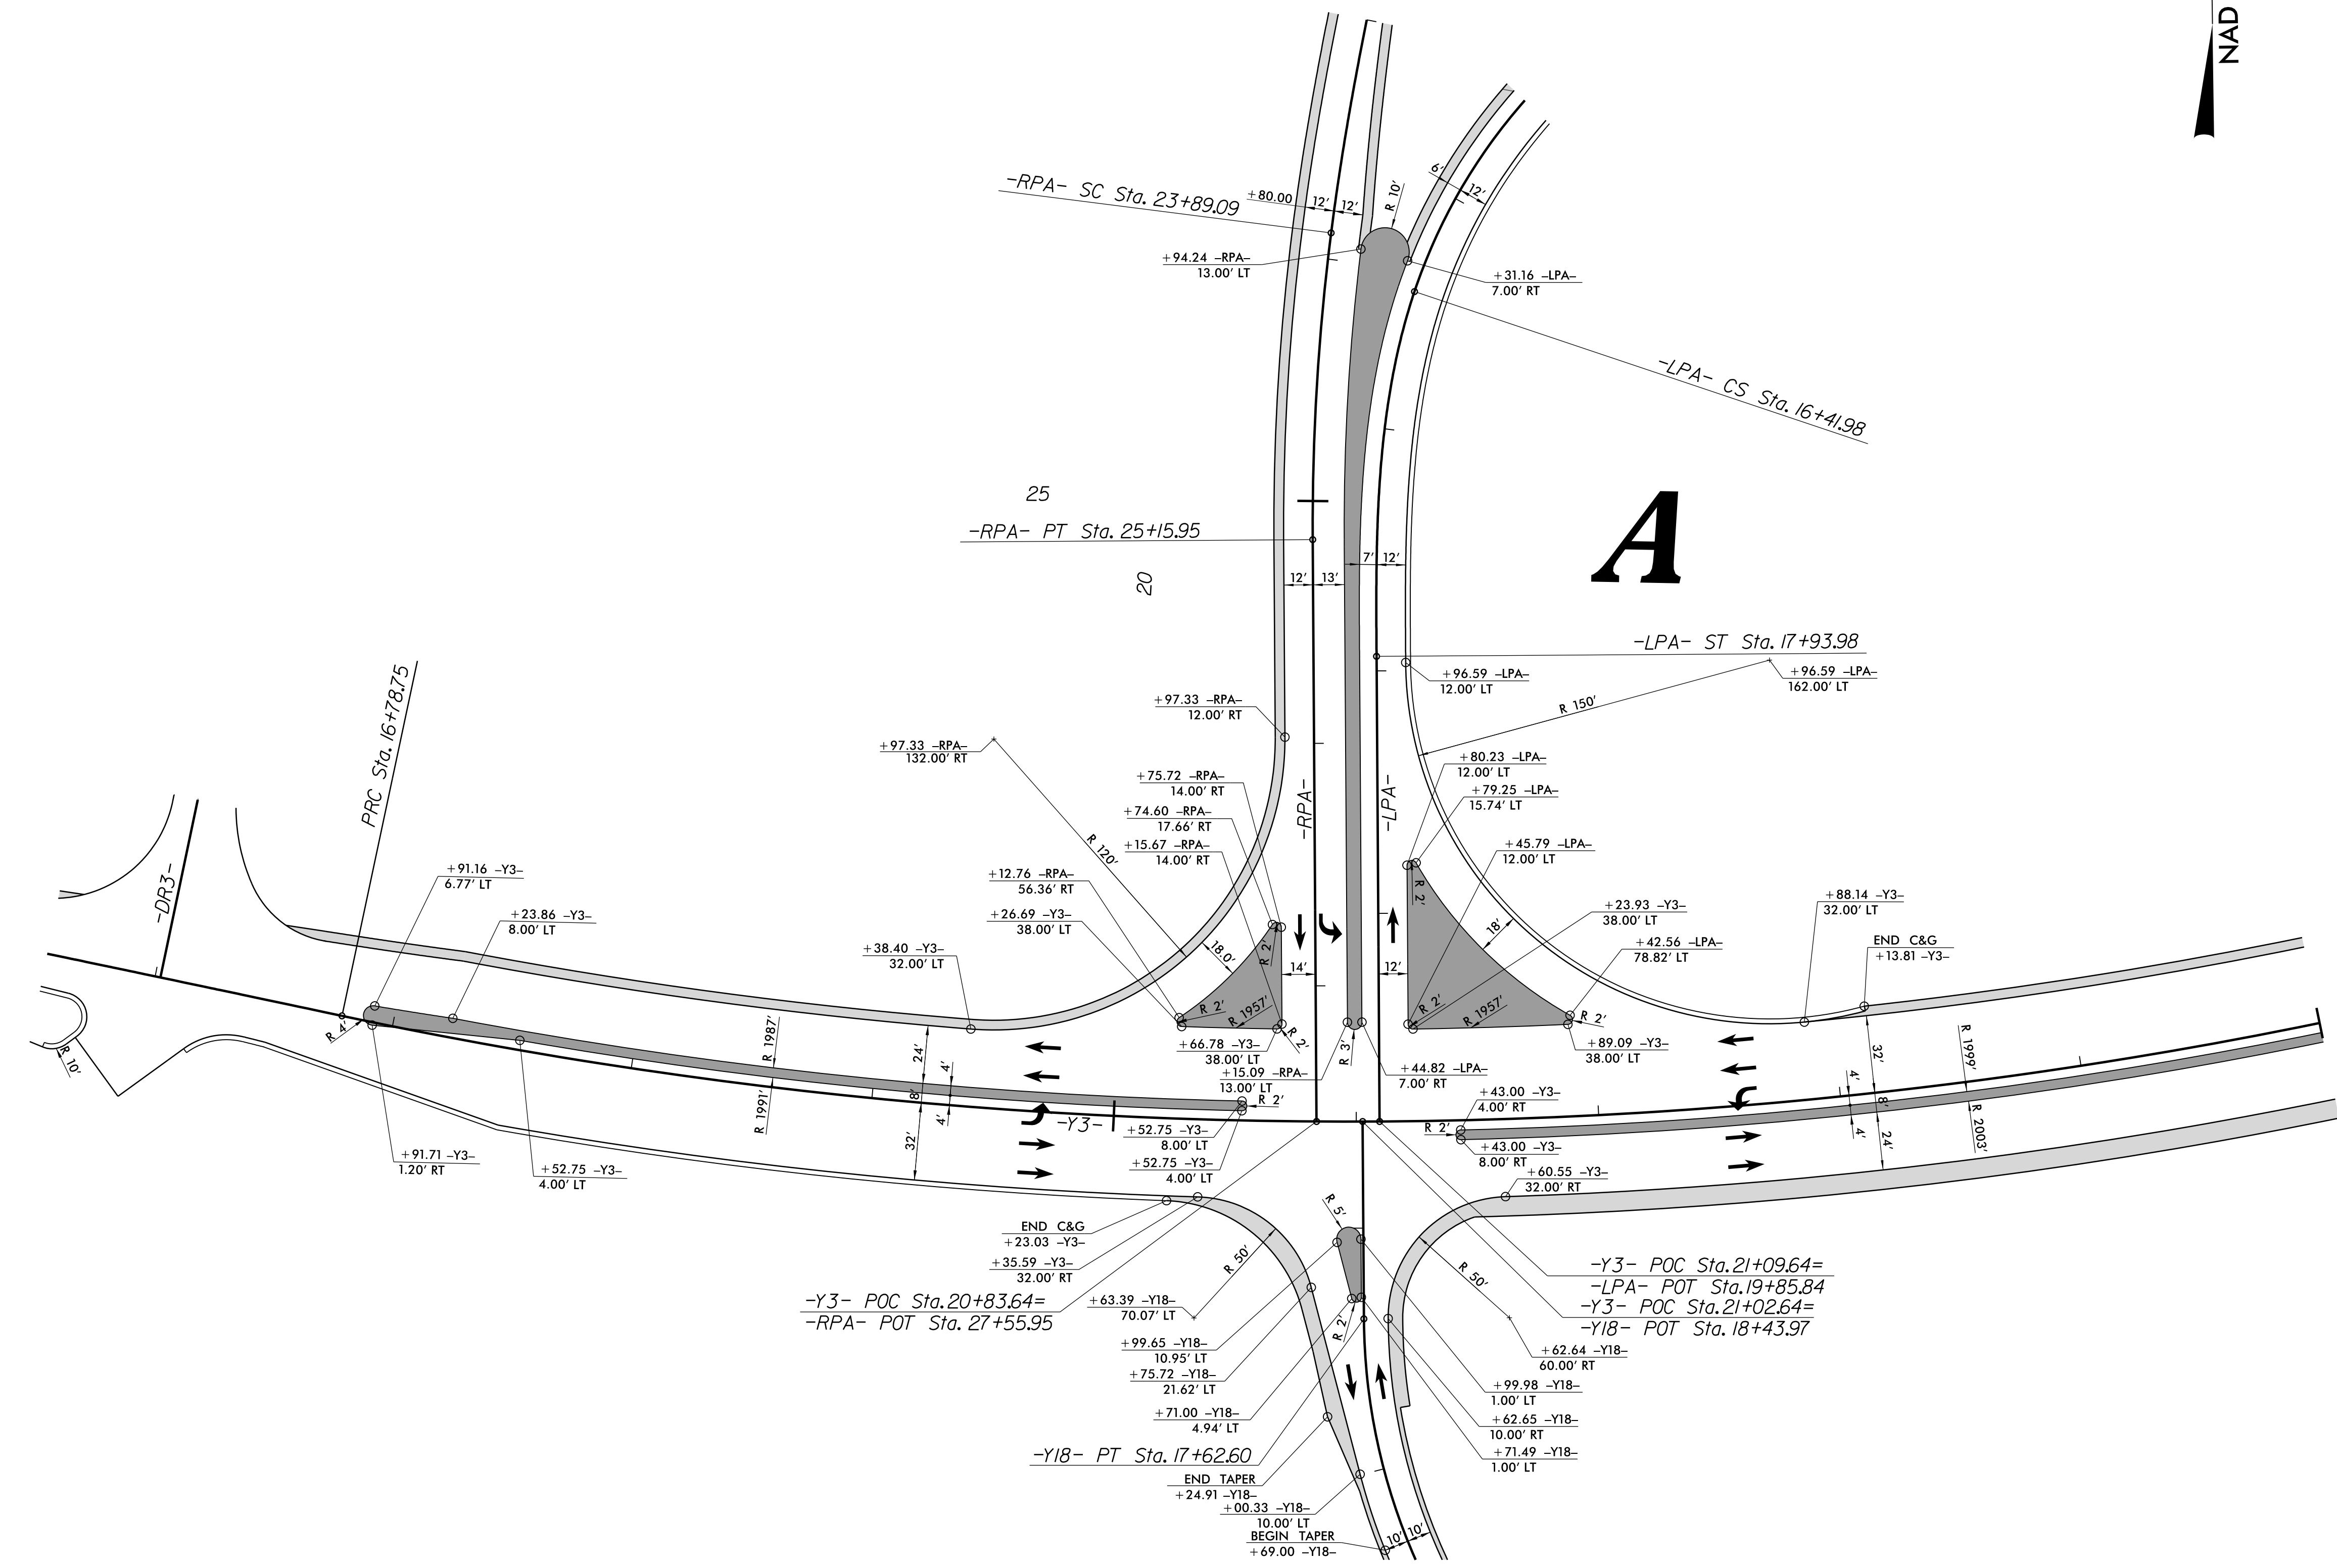 NAD
-RPA- SC Sta. 23+89.09
+80.00
12'
12'
R 10'
6'
12'
+94.24 -RPA-
13.00' LT
+31.16 -LPA-
7.00' RT
-LPA- CS Sta. 16+41.98
25
-RPA- PT Sta. 25+15.95
A
20
12'
13'
7'
12'
-LPA- ST Sta. 17+93.98
+96.59 -LPA-
12.00' LT
+96.59 -LPA-
162.00' LT
R 150'
PRC Sta. 16+78.75
+97.33 -RPA-
12.00' RT
+97.33 -RPA-
132.00' RT
R 120'
-RPA-
-LPA-
+75.72 -RPA-
14.00' RT
+74.60 -RPA-
17.66' RT
+15.67 -RPA-
14.00' RT
+12.76 -RPA-
56.36' RT
+26.69 -Y3-
38.00' LT
+80.23 -LPA-
12.00' LT
+79.25 -LPA-
15.74' LT
+45.79 -LPA-
12.00' LT
+23.93 -Y3-
38.00' LT
+42.56 -LPA-
78.82' LT
+88.14 -Y3-
32.00' LT
END C&G
+13.81 -Y3-
-DR3-
+91.16 -Y3-
6.77' LT
+23.86 -Y3-
8.00' LT
+38.40 -Y3-
32.00' LT
18.0'
R 2'
14'
R 2'
R 1957'
R 2'
R 2'
12'
18'
R 2'
R 1957'
R 2'
R 4'
R 10'
R 1987'
R 1991'
24'
4'
8'
4'
32'
+66.78 -Y3-
38.00' LT
+15.09 -RPA-
13.00' LT
R 3'
+44.82 -LPA-
7.00' RT
+89.09 -Y3-
38.00' LT
R 2'
-Y3-
+52.75 -Y3-
8.00' LT
+52.75 -Y3-
4.00' LT
+43.00 -Y3-
4.00' RT
R 2'
+43.00 -Y3-
8.00' RT
32'
4'
8'
4'
24'
R 1999'
R 2003'
+91.71 -Y3-
1.20' RT
+52.75 -Y3-
4.00' LT
+60.55 -Y3-
32.00' RT
END C&G
+23.03 -Y3-
+35.59 -Y3-
32.00' RT
R 5'
R 50'
R 50'
-Y3- POC Sta. 20+83.64=
-RPA- POT Sta. 27+55.95
-Y3- POC Sta. 21+09.64=
-LPA- POT Sta. 19+85.84
-Y3- POC Sta. 21+02.64=
-Y18- POT Sta. 18+43.97
+63.39 -Y18-
70.07' LT
R 2'
+99.65 -Y18-
10.95' LT
+75.72 -Y18-
21.62' LT
+71.00 -Y18-
4.94' LT
+62.64 -Y18-
60.00' RT
+99.98 -Y18-
1.00' LT
+62.65 -Y18-
10.00' RT
+71.49 -Y18-
1.00' LT
-Y18- PT Sta. 17+62.60
END TAPER
+24.91 -Y18-
+00.33 -Y18-
10.00' LT
BEGIN TAPER
+69.00 -Y18-
10'
10'